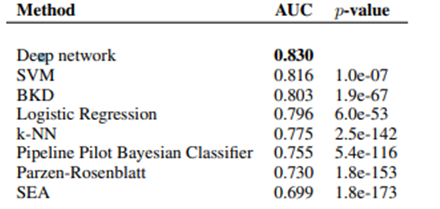 Method AUC p-value
Deep network 0.830
SVM 0.816 1.0e-07
BKD 0.803 1.9e-67
Logistic Regression 0.796 6.0e-53
k-NN 0.775 2.5e-142
Pipeline Pilot Bayesian Classifier 0.755 5.4e-116
Parzen-Rosenblatt 0.730 1.8e-153
SEA 0.699 1.8e-173